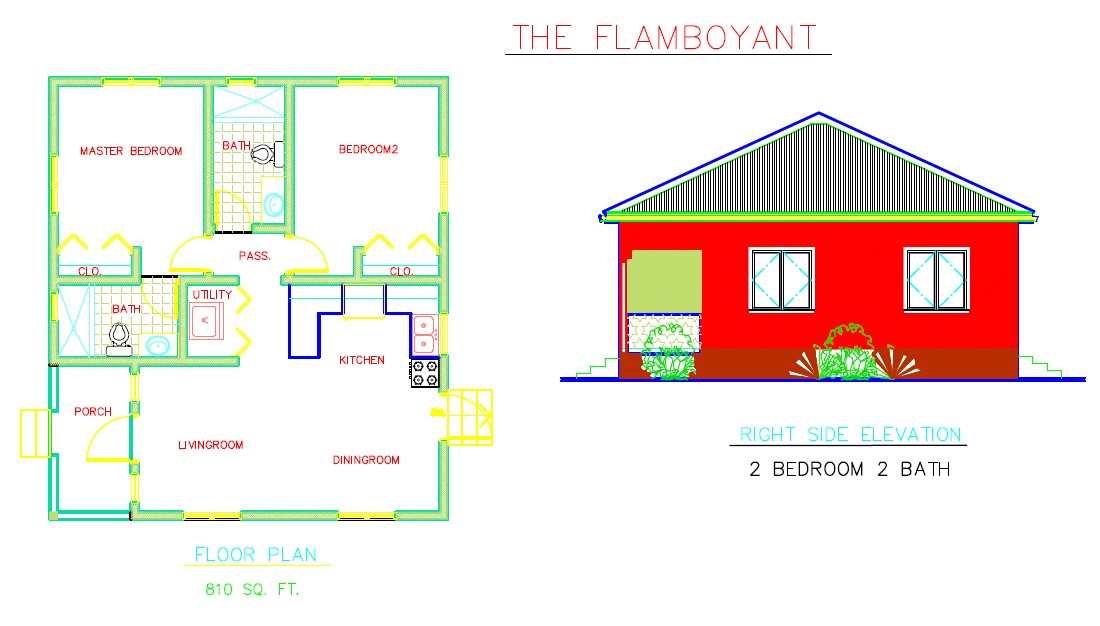 THE FLAMBOYANT
MASTER BEDROOM
BATH
BEDROOM2
PASS.
CLO.
CLO.
UTILITY
BATH
KITCHEN
PORCH
LIVINGROOM
DININGROOM
FLOOR PLAN
810 SQ. FT.
RIGHT SIDE ELEVATION
2 BEDROOM 2 BATH